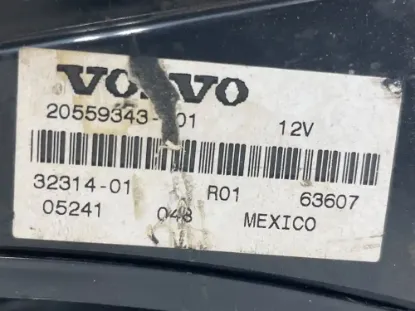 VOLVO
20559343- 01 12V
32314-01 R01 63607
05241 048 MEXICO